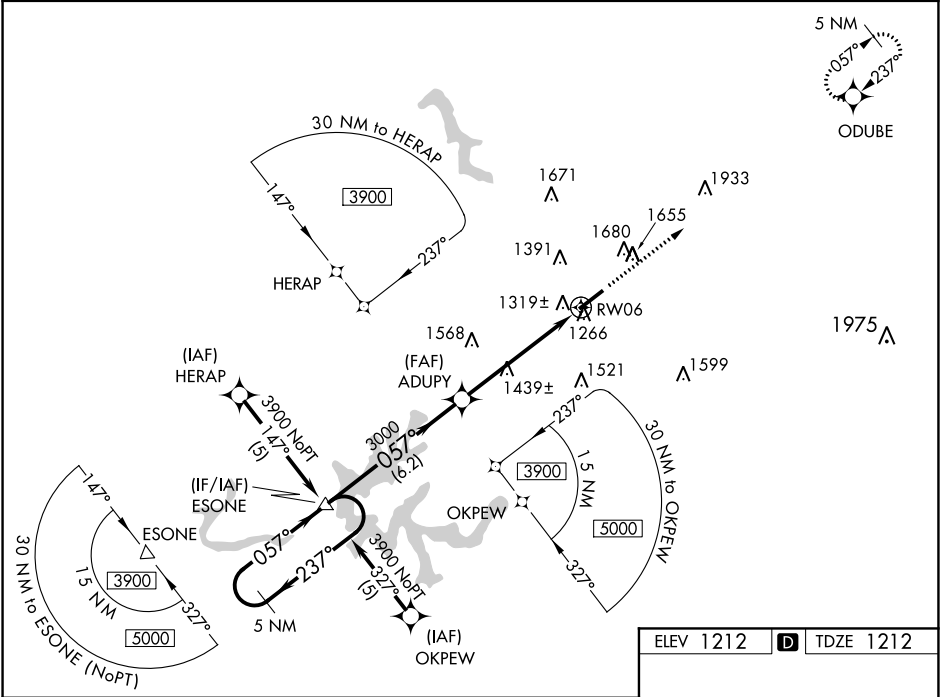 5 NM
057°
237°
ODUBE
30 NM to HERAP
147°
3900
237°
HERAP
1671
1933
1655
1680
1391
1319±
RW06
1266
1568
1975
(FAF)
ADUPY
1439±
1521
1599
(IAF)
HERAP
3900 NoPT
147°
(5)
3000
057°
(6.2)
237°
3900
15 NM
30 NM to OKPEW
OKPEW
5000
327°
(IF/IAF)
ESONE
057°
237°
5 NM
3900 NoPT
327°
(5)
(IAF)
OKPEW
147°
ESONE
3900
15 NM
327°
5000
30 NM to ESONE (NoPT)
ELEV 1212 D TDZE 1212